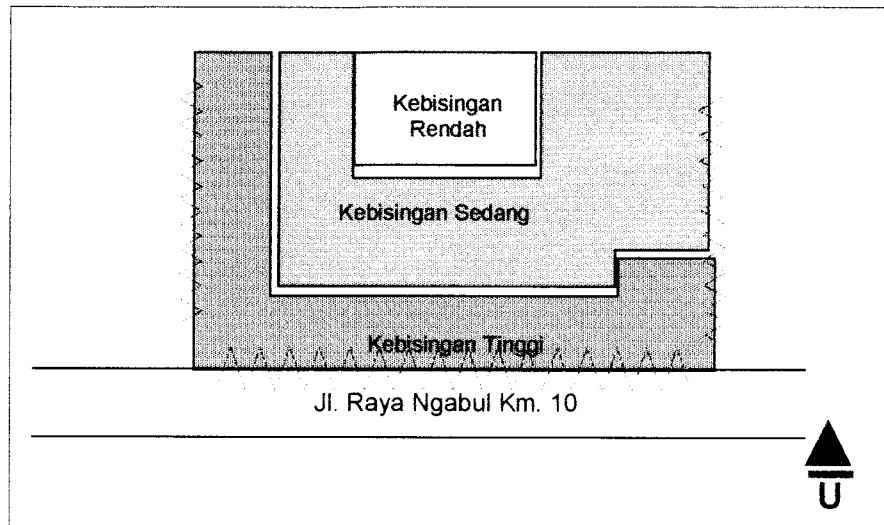 Kebisingan
Rendah
Kebisingan Sedang
Kebisingan Tinggi
Jl. Raya Ngabul Km. 10
U